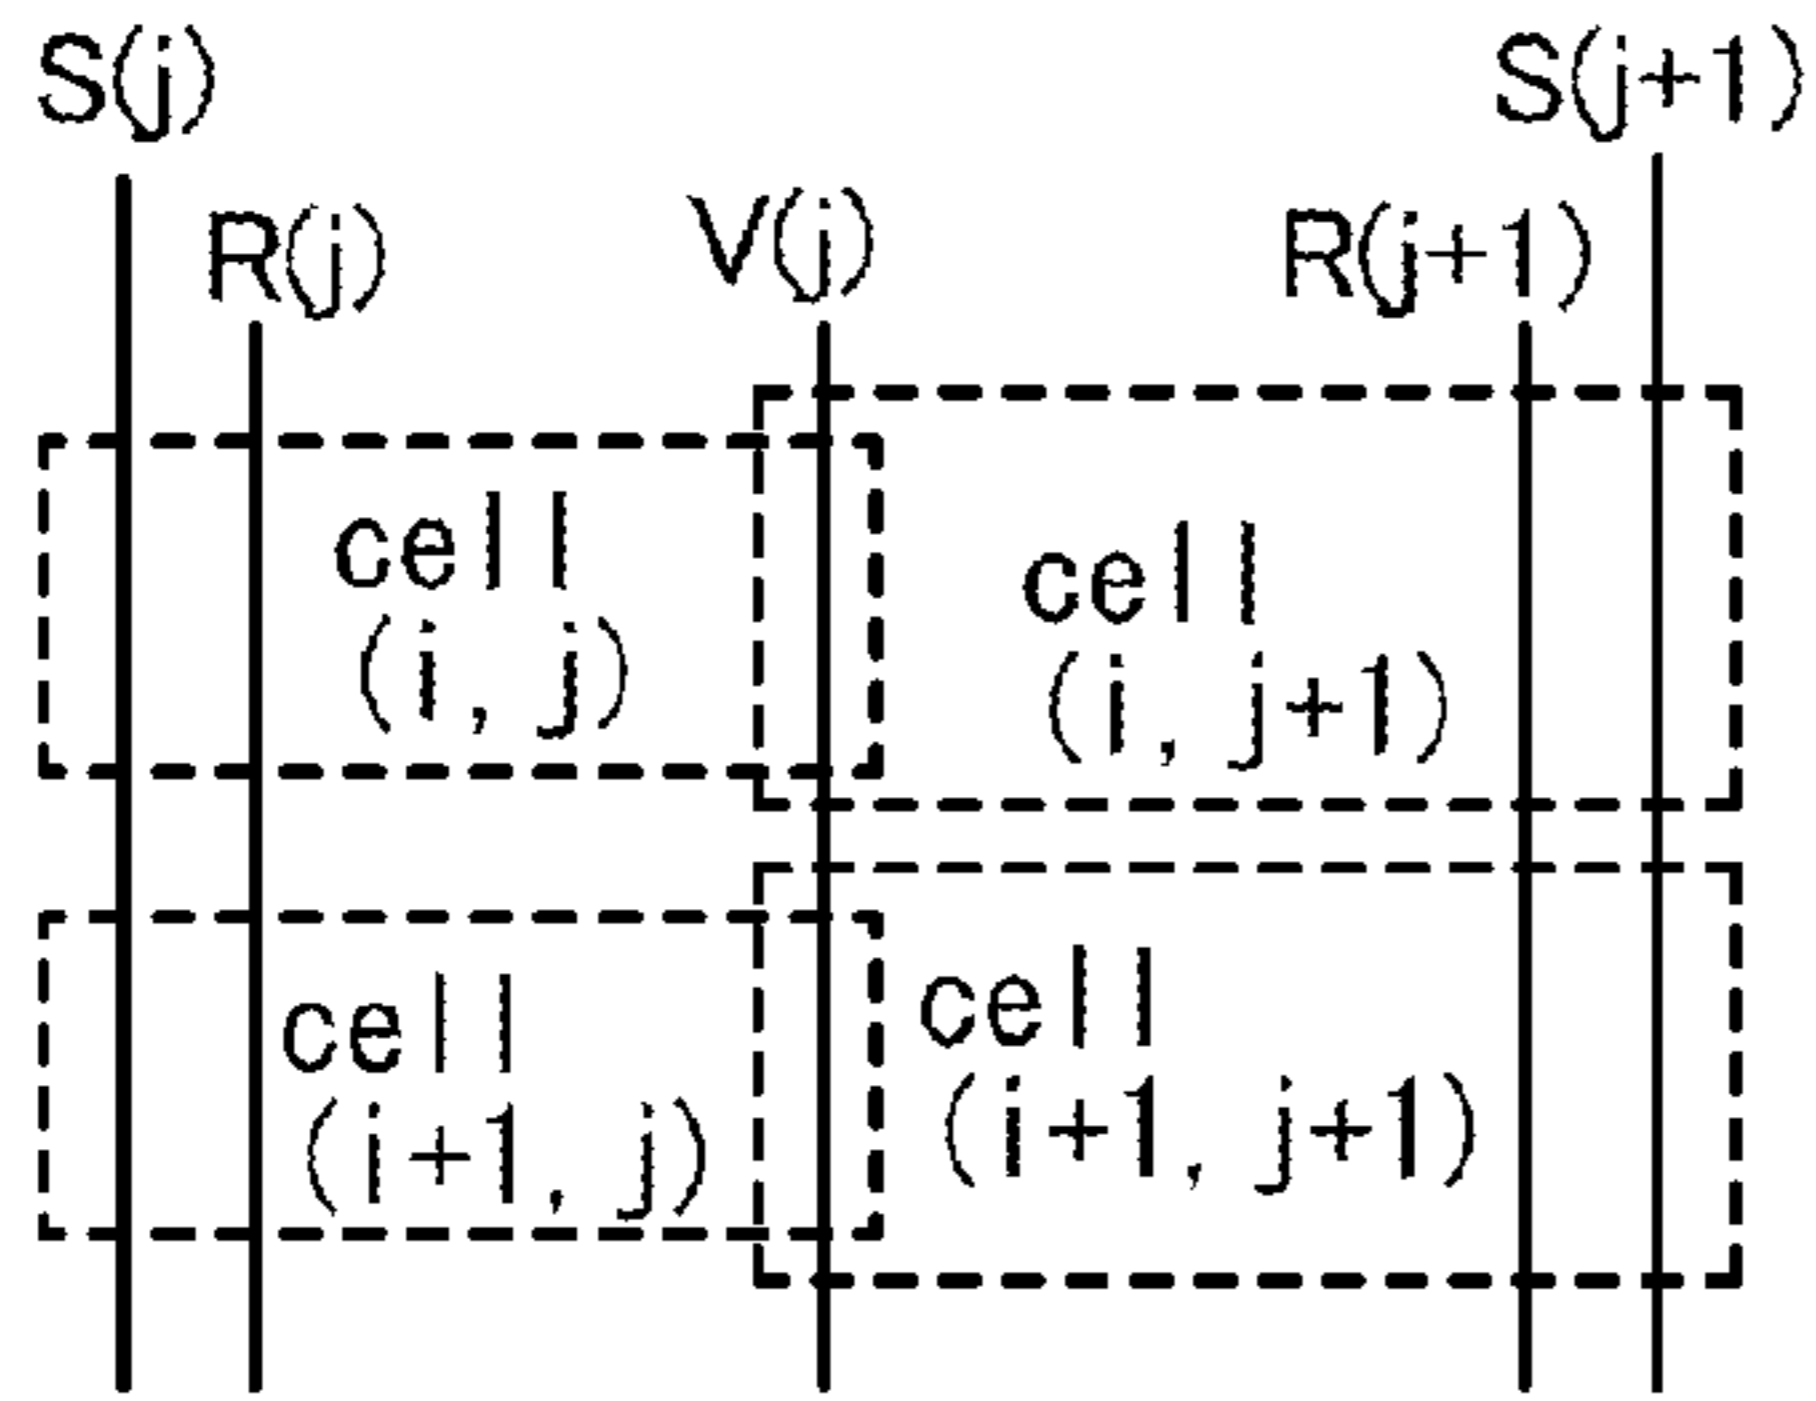 S(j)
S(j+1)
R(j)
V(j)
R(j+1)
cell
(i, j)
cell
(i, j+1)
cell
(i+1, j)
cell
(i+1, j+1)